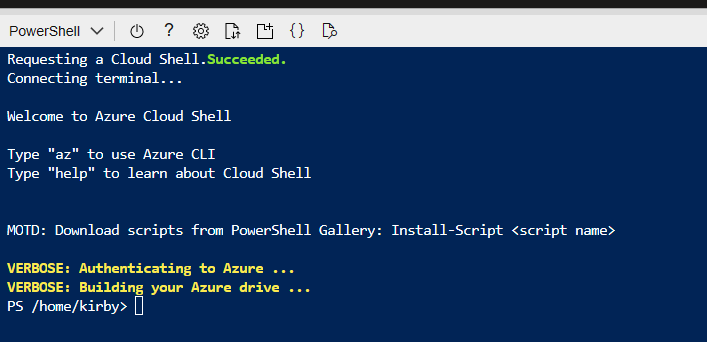 PowerShell
Requesting a Cloud Shell.Succeeded.
Connecting terminal...
Welcome to Azure Cloud Shell
Type "az" to use Azure CLI
Type "help" to learn about Cloud Shell
MOTD: Download scripts from PowerShell Gallery: Install-Script <script name>
VERBOSE: Authenticating to Azure ...
VERBOSE: Building your Azure drive ...
PS /home/kirby>